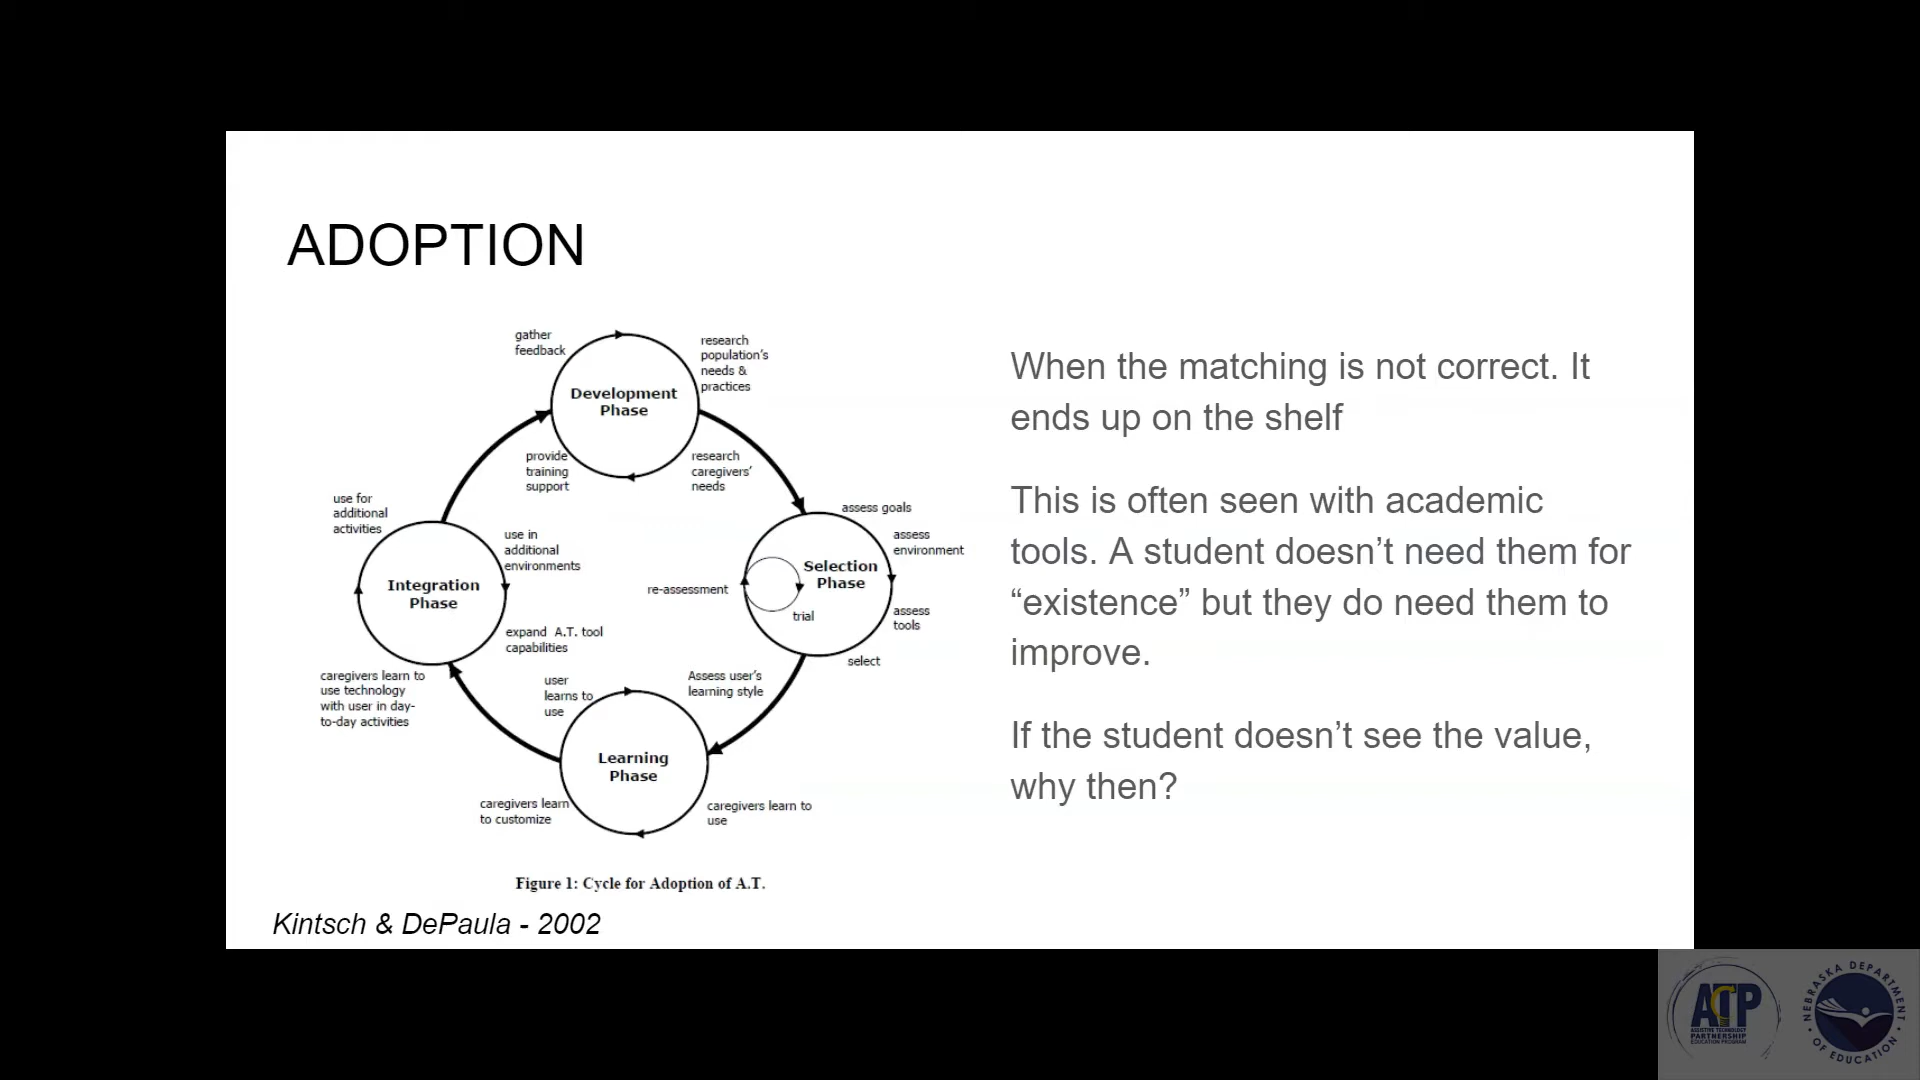 ADOPTION
gather
feedback
research
population's
needs &
practices
Development
Phase
provide
training
support
research
caregivers'
needs
use for
additional
activities
use in
additional
environments
Integration
Phase
expand A.T. tool
capabilities
caregivers learn to
use technology
with user in day-
to-day activities
assess goals
assess
environment
Selection
Phase
re-assessment
trial
assess
tools
select
Assess user's
learning style
user
learns to
use
Learning
Phase
caregivers learn
to customize
caregivers learn to
use
Figure 1: Cycle for Adoption of A.T.
Kintsch & DePaula - 2002
When the matching is not correct. It
ends up on the shelf
This is often seen with academic
tools. A student doesn’t need them for
“existence” but they do need them to
improve.
If the student doesn’t see the value,
why then?
ATP
ASSISTIVE TECHNOLOGY
PARTNERSHIP
EDUCATION PROGRAM
NEBRASKA DEPARTMENT
OF EDUCATION